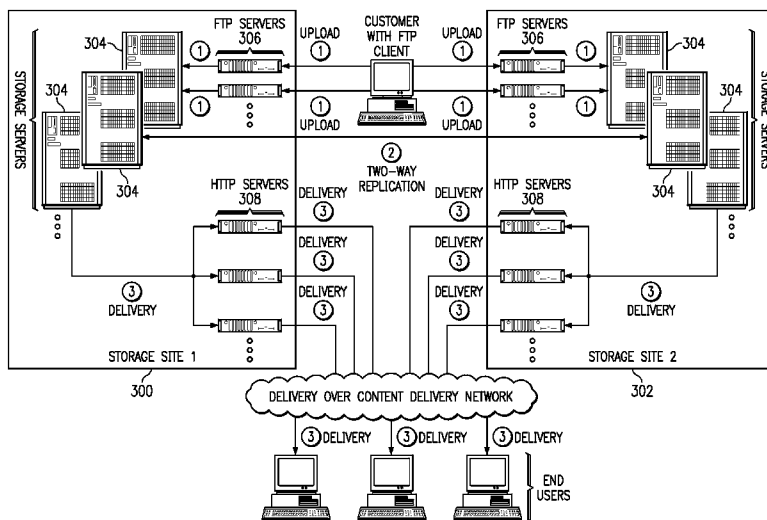 FTP SERVERS
306
UPLOAD
CUSTOMER
WITH FTP
CLIENT
UPLOAD
FTP SERVERS
306
304
1
1
1
1
304
STORAGE SERVERS
304
1
1
1
1
304
STORAGE SERVERS
UPLOAD
UPLOAD
304
2
TWO-WAY
REPLICATION
304
HTTP SERVERS
308
DELIVERY
3
DELIVERY
3
HTTP SERVERS
308
DELIVERY
3
DELIVERY
3
3
DELIVERY
DELIVERY
3
DELIVERY
3
3
DELIVERY
STORAGE SITE 1
STORAGE SITE 2
300
302
DELIVERY OVER CONTENT DELIVERY NETWORK
3 DELIVERY
3 DELIVERY
3 DELIVERY
END
USERS